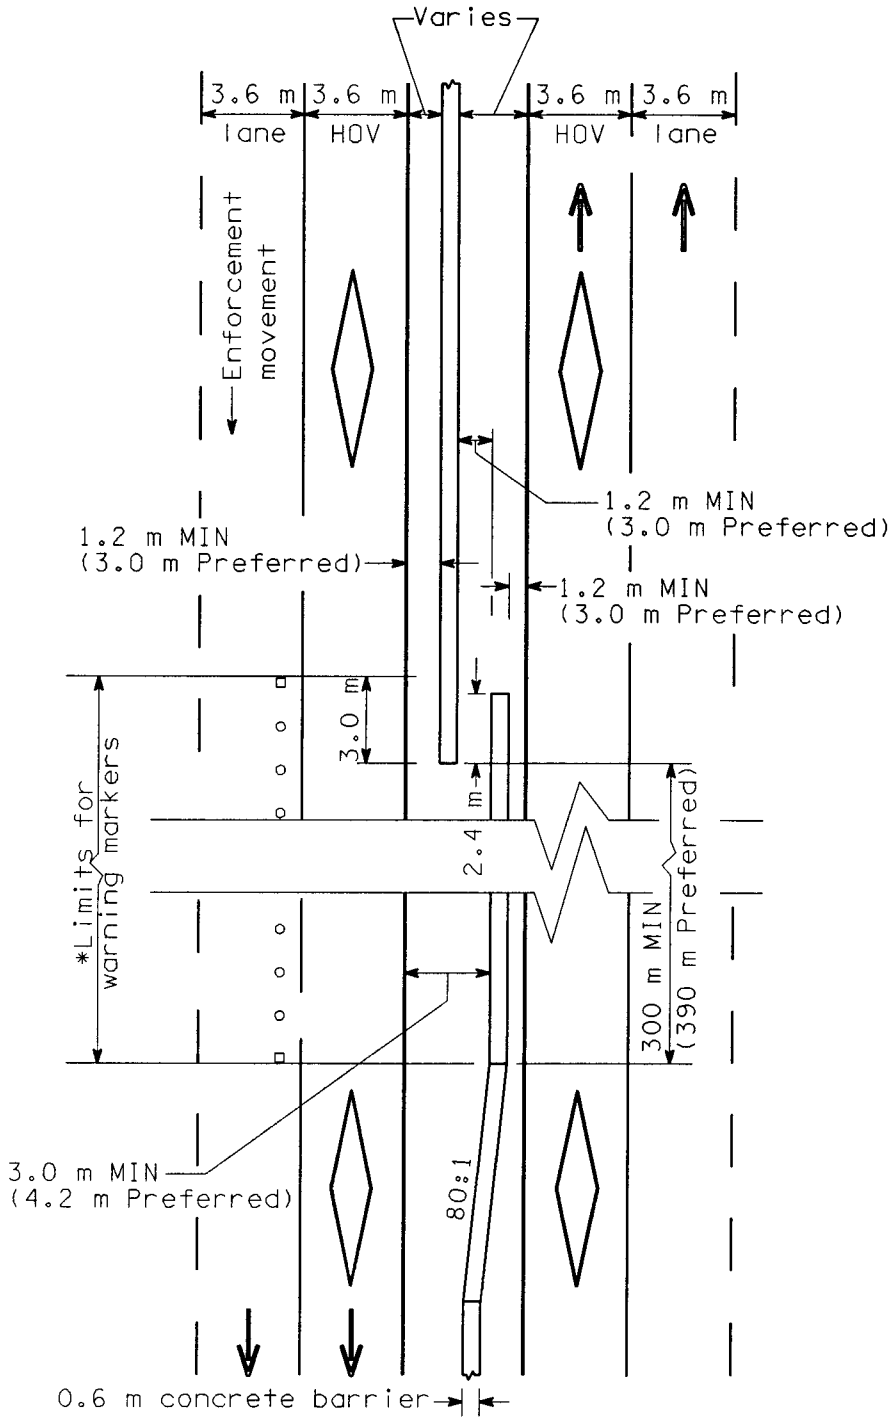 Varies
3.6 m 3.6 m 3.6 m 3.6 m
lane HOV HOV lane
Enforcement
movement
1.2 m MIN
(3.0 m Preferred)
1.2 m MIN
(3.0 m Preferred)
1.2 m MIN
(3.0 m Preferred)
3.0 m
2.4 m
*Limits for
warning markers
300 m MIN
(390 m Preferred)
3.0 m MIN
(4.2 m Preferred)
80:1
0.6 m concrete barrier